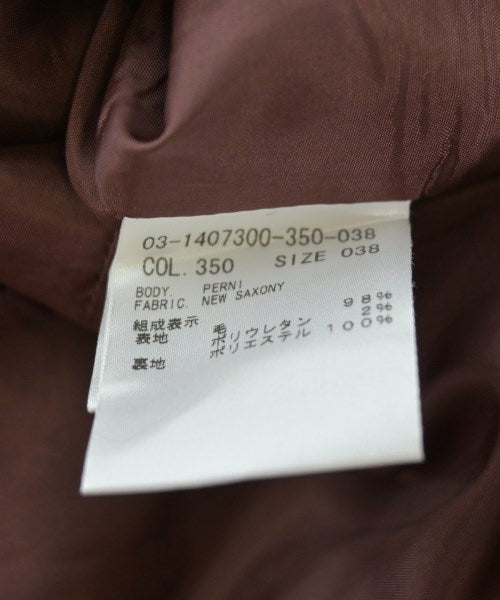 03-1407300-350-038
COL. 350 SIZE 038
BODY. PERNI
FABRIC. NEW SAXONY
組成表示
表地 毛 98%
ポリウレタン 2%
裏地 ポリエステル 100%